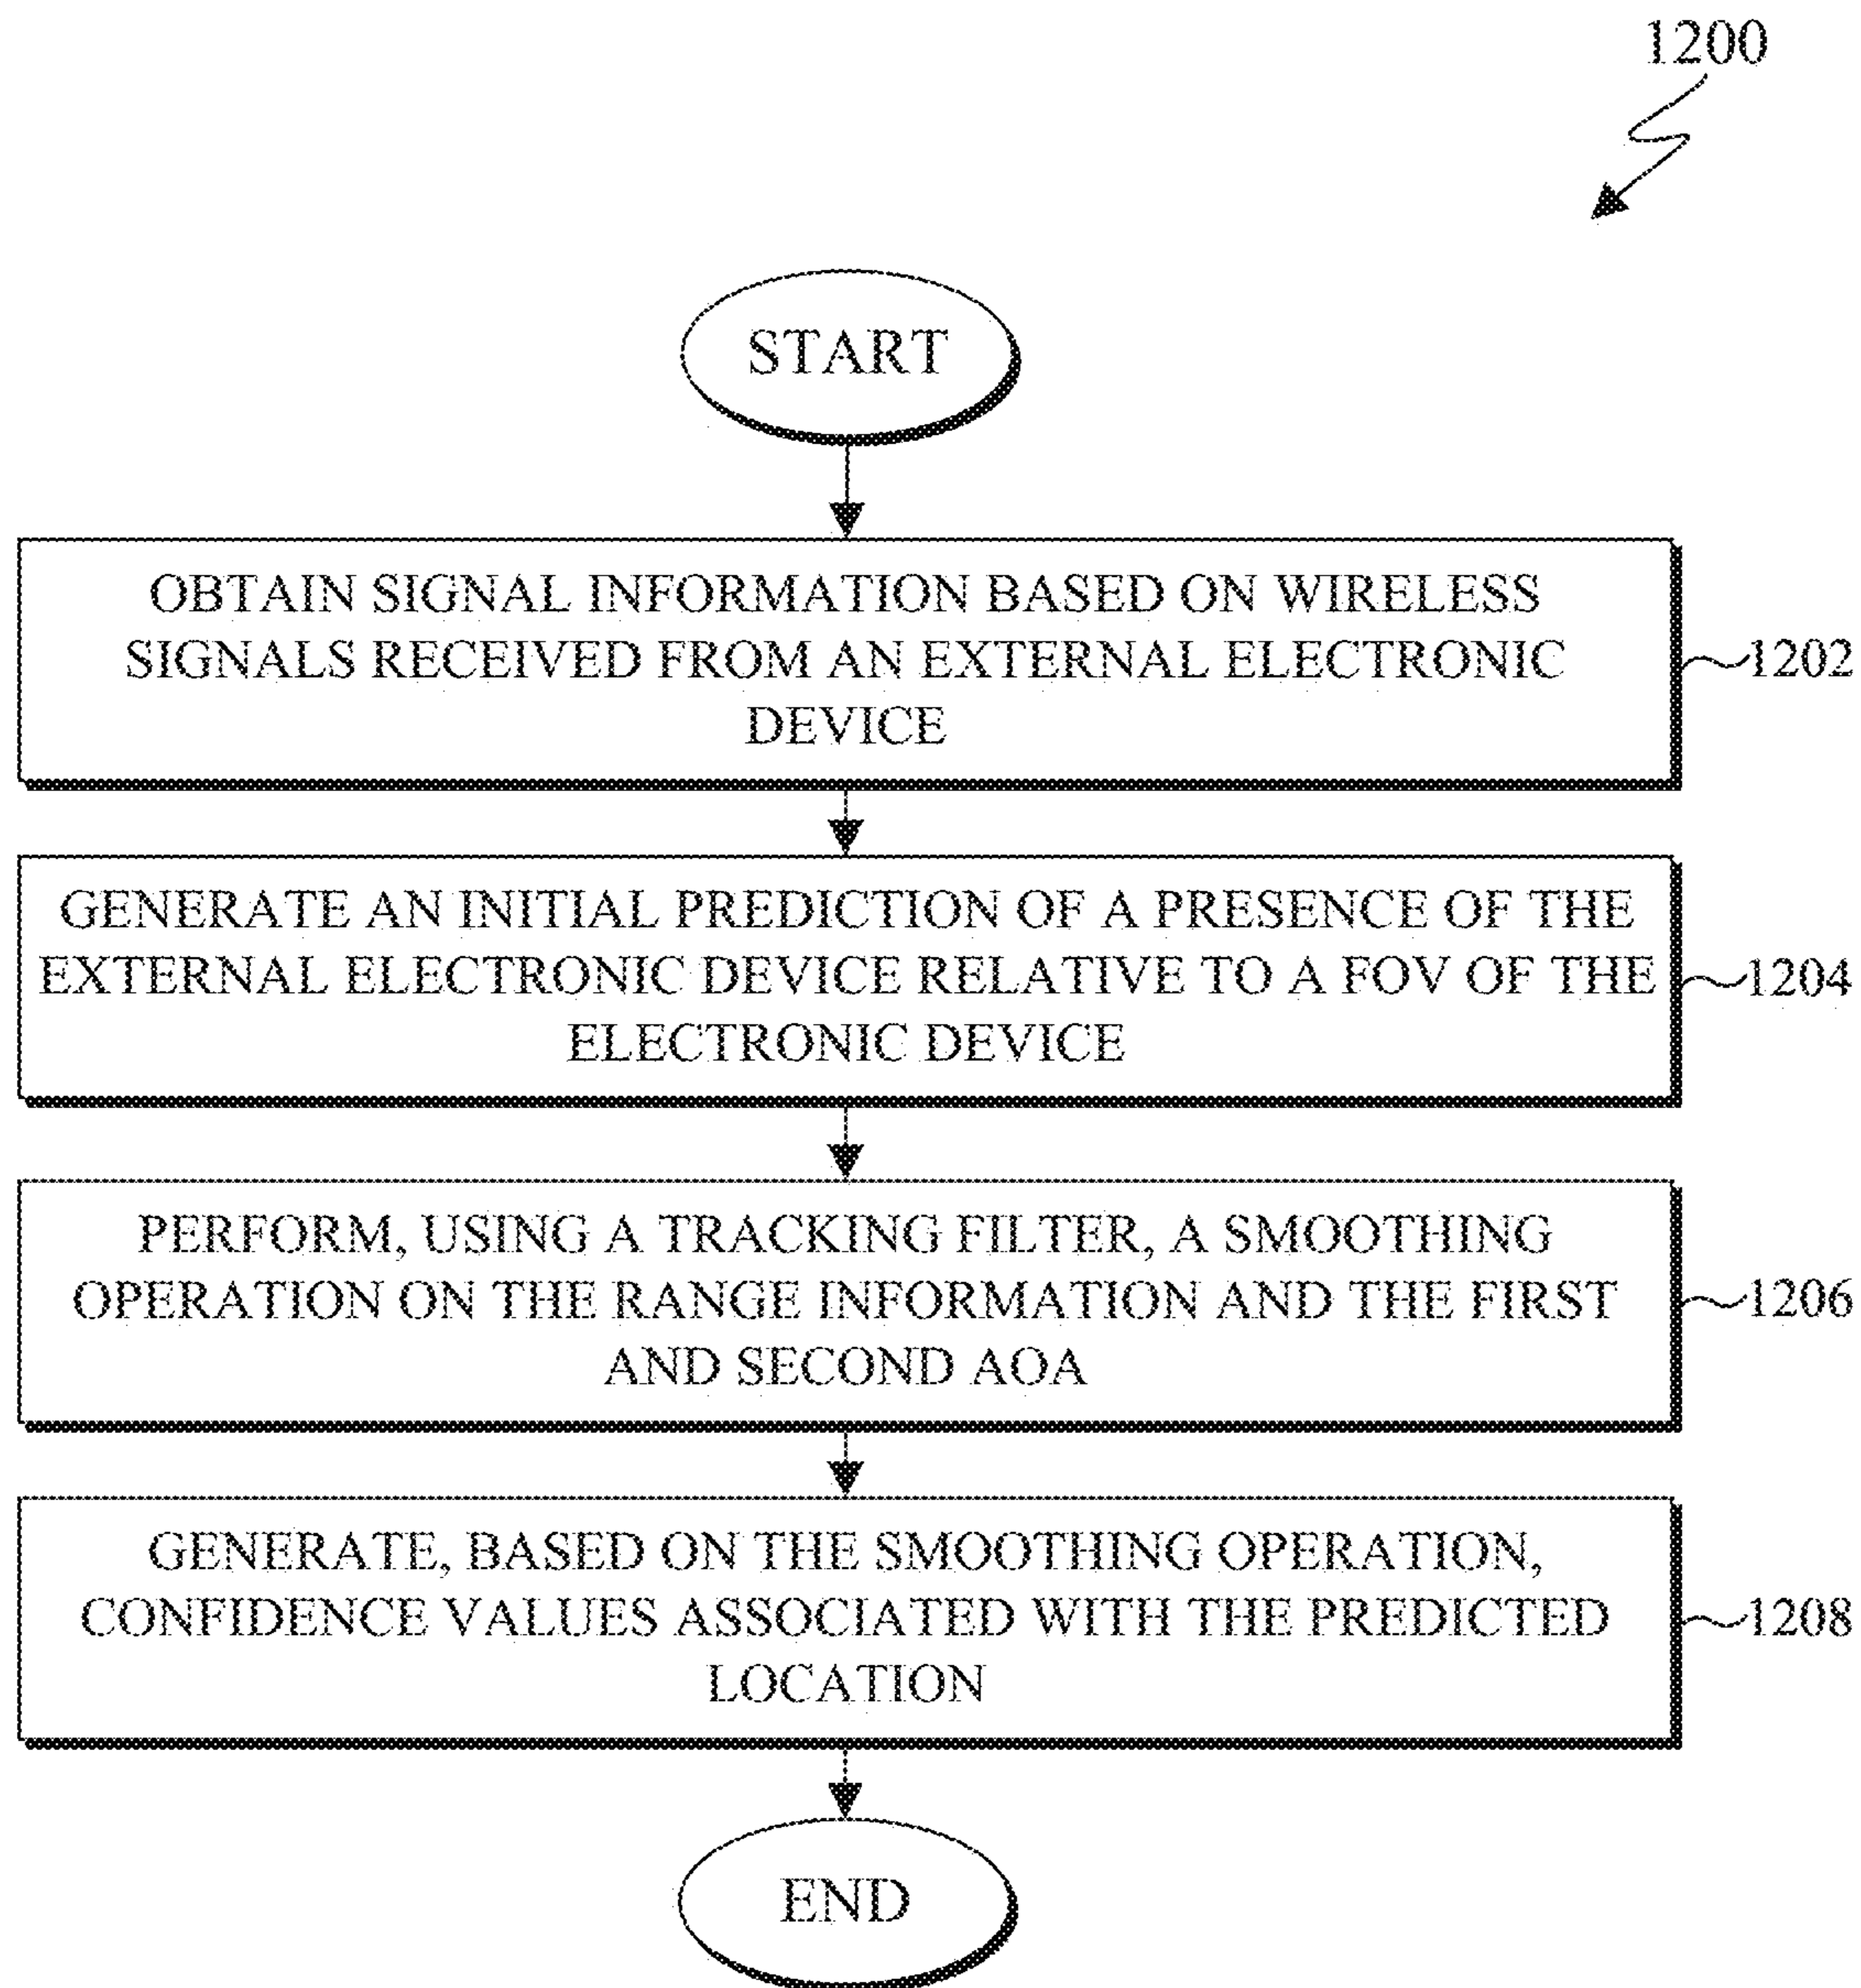 1200
START
OBTAIN SIGNAL INFORMATION BASED ON WIRELESS
SIGNALS RECEIVED FROM AN EXTERNAL ELECTRONIC
DEVICE
1202
GENERATE AN INITIAL PREDICTION OF A PRESENCE OF THE
EXTERNAL ELECTRONIC DEVICE RELATIVE TO A FOV OF THE
ELECTRONIC DEVICE
1204
PERFORM, USING A TRACKING FILTER, A SMOOTHING
OPERATION ON THE RANGE INFORMATION AND THE FIRST
AND SECOND AOA
1206
GENERATE, BASED ON THE SMOOTHING OPERATION,
CONFIDENCE VALUES ASSOCIATED WITH THE PREDICTED
LOCATION
1208
END